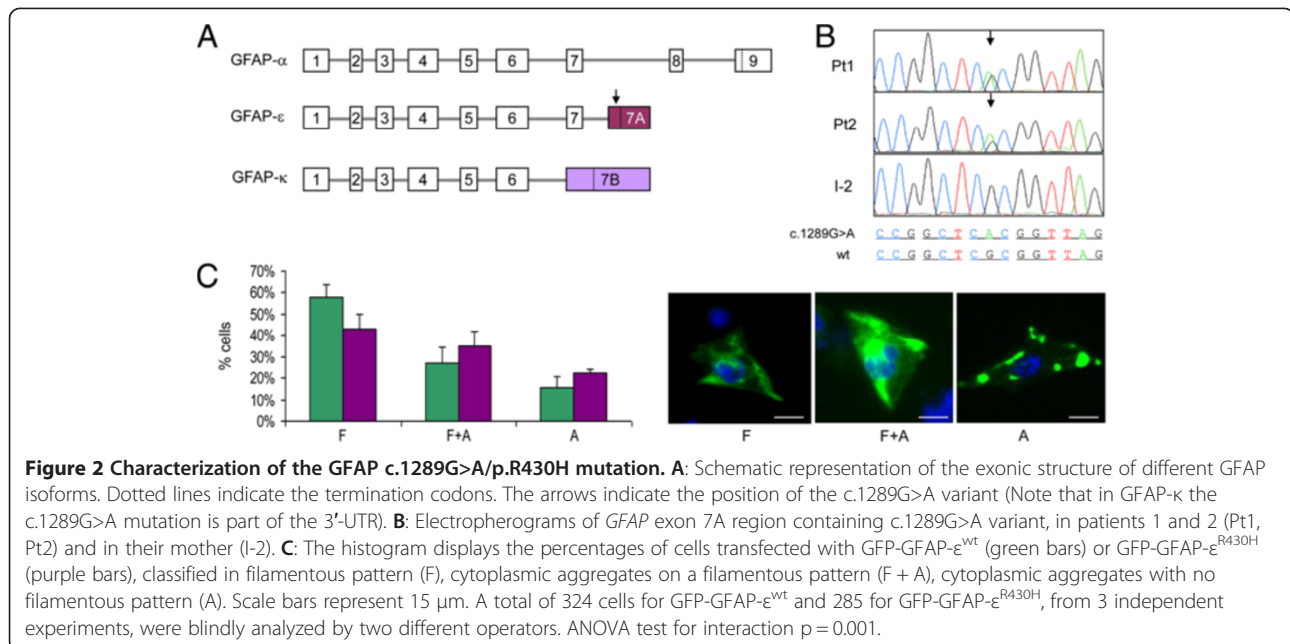 A
GFAP-α 1 2 3 4 5 6 7 8 9
GFAP-ε 1 2 3 4 5 6 7 7A
GFAP-κ 1 2 3 4 5 6 7B
B
Pt1
Pt2
I-2
c.1289G>A C C G G C T C A C G G T T A G
wt C C G G C T C G C G G T T A G
C
% cells
70%
60%
50%
40%
30%
20%
10%
0%
F F+A A
F F+A A
Figure 2 Characterization of the GFAP c.1289G>A/p.R430H mutation. A: Schematic representation of the exonic structure of different GFAP
isoforms. Dotted lines indicate the termination codons. The arrows indicate the position of the c.1289G>A variant (Note that in GFAP-κ the
c.1289G>A mutation is part of the 3′-UTR). B: Electropherograms of GFAP exon 7A region containing c.1289G>A variant, in patients 1 and 2 (Pt1,
Pt2) and in their mother (I-2). C: The histogram displays the percentages of cells transfected with GFP-GFAP-ε^wt (green bars) or GFP-GFAP-ε^R430H
(purple bars), classified in filamentous pattern (F), cytoplasmic aggregates on a filamentous pattern (F + A), cytoplasmic aggregates with no
filamentous pattern (A). Scale bars represent 15 μm. A total of 324 cells for GFP-GFAP-ε^wt and 285 for GFP-GFAP-ε^R430H, from 3 independent
experiments, were blindly analyzed by two different operators. ANOVA test for interaction p = 0.001.